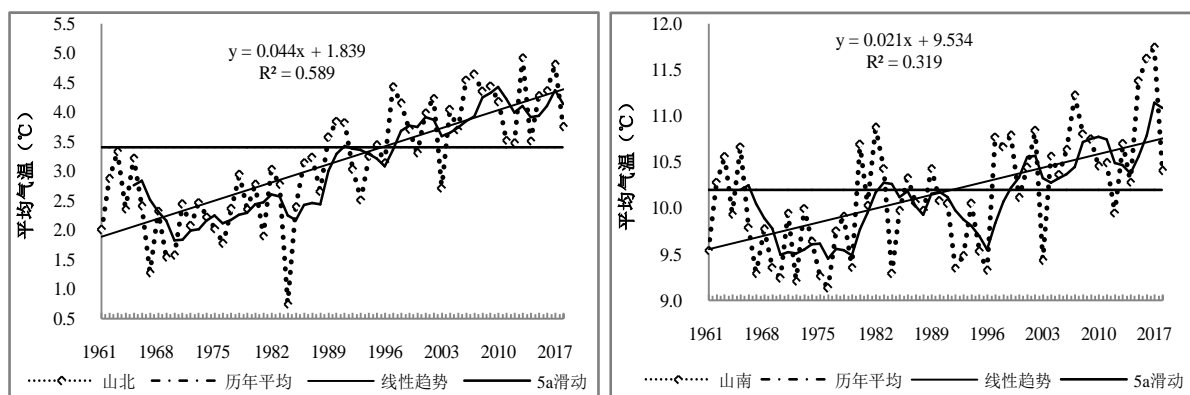 5.5
5.0
4.5
4.0
3.5
3.0
2.5
2.0
1.5
1.0
0.5
平均气温（℃）
y = 0.044x + 1.839
R² = 0.589
1961 1968 1975 1982 1989 1996 2003 2010 2017
山北 历年平均 线性趋势 5a滑动
12.0
11.5
11.0
10.5
10.0
9.5
9.0
平均气温（℃）
y = 0.021x + 9.534
R² = 0.319
1961 1968 1975 1982 1989 1996 2003 2010 2017
山南 历年平均 线性趋势 5a滑动